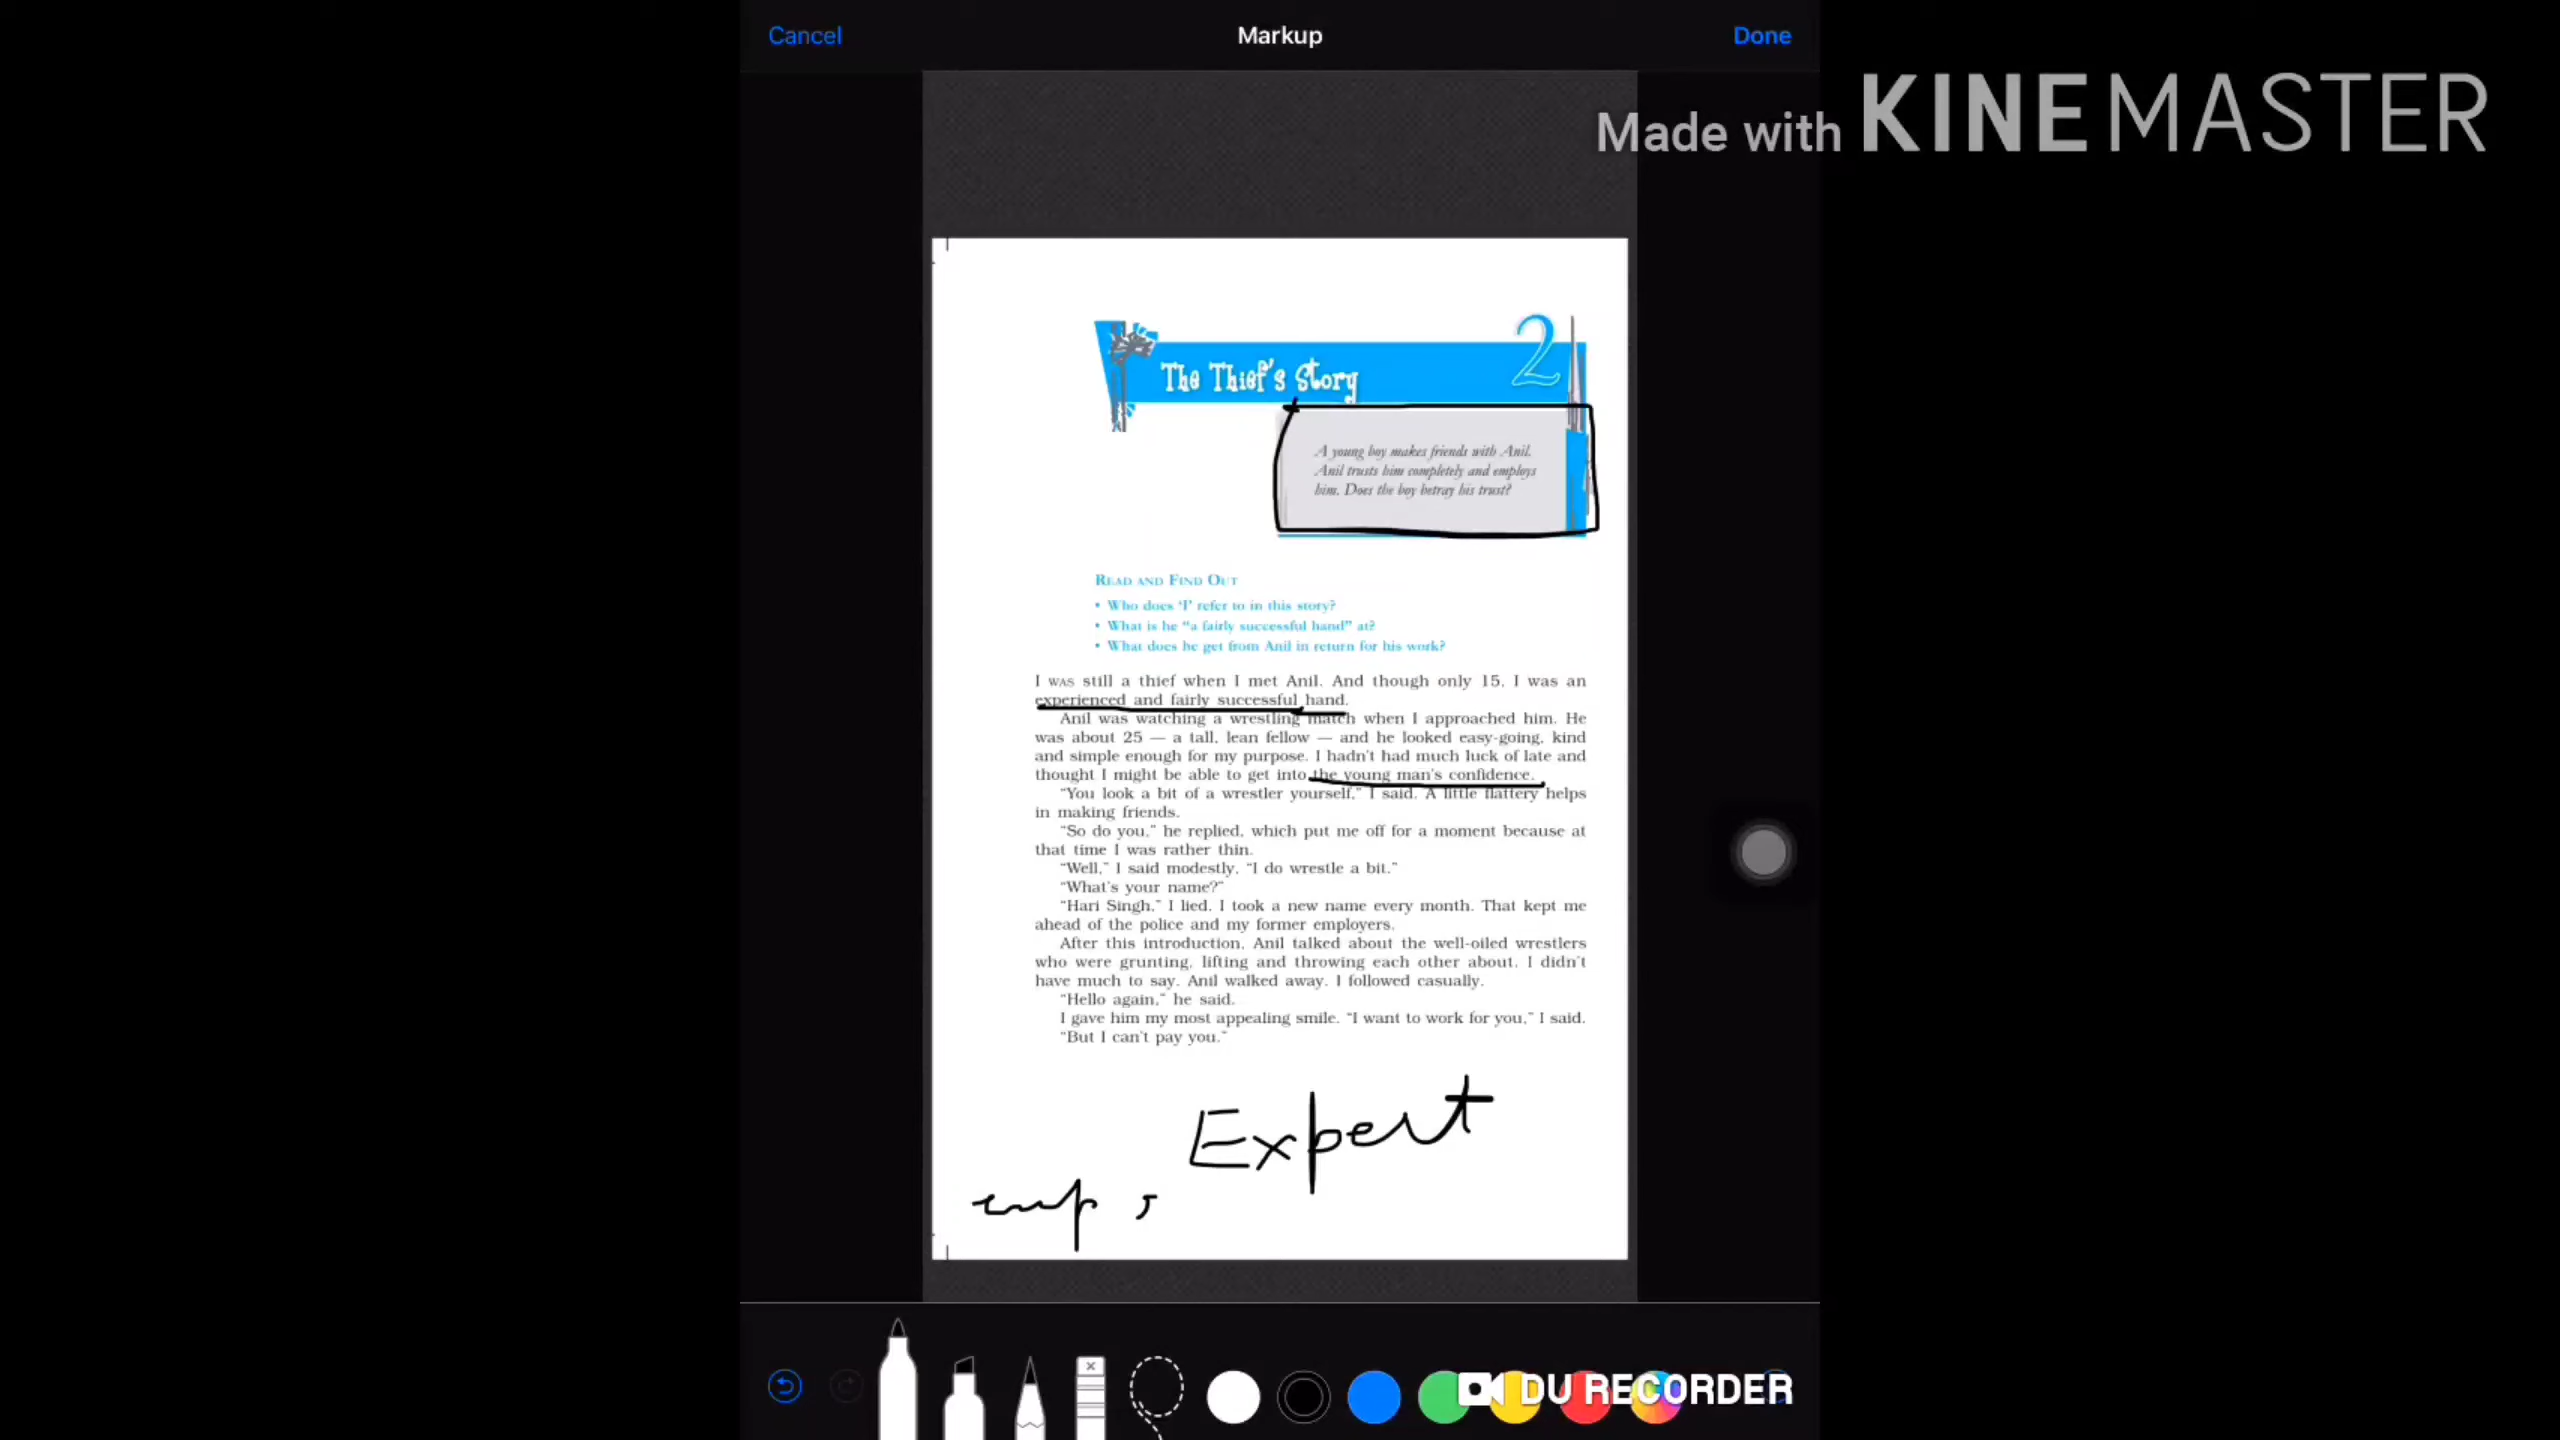 Cancel
Markup
Done
Made with KINEMASTER
2
The Thief's Story
A young boy makes friends with Anil.
Anil trusts him completely and employs
him. Does the boy betray his trust?
READ AND FIND OUT
• Who does ‘I’ refer to in this story?
• What is he “a fairly successful hand” at?
• What does he get from Anil in return for his work?
I WAS still a thief when I met Anil. And though only 15, I was an
experienced and fairly successful hand.
Anil was watching a wrestling match when I approached him. He
was about 25 — a tall, lean fellow — and he looked easy-going, kind
and simple enough for my purpose. I hadn't had much luck of late and
thought I might be able to get into the young man's confidence.
“You look a bit of a wrestler yourself,” I said. A little flattery helps
in making friends.
“So do you,” he replied, which put me off for a moment because at
that time I was rather thin.
“Well,” I said modestly, “I do wrestle a bit.”
“What's your name?”
“Hari Singh,” I lied. I took a new name every month. That kept me
ahead of the police and my former employers.
After this introduction, Anil talked about the well-oiled wrestlers
who were grunting, lifting and throwing each other about. I didn't
have much to say. Anil walked away. I followed casually.
“Hello again,” he said.
I gave him my most appealing smile. “I want to work for you,” I said.
“But I can't pay you.”
Expert
DU RECORDER